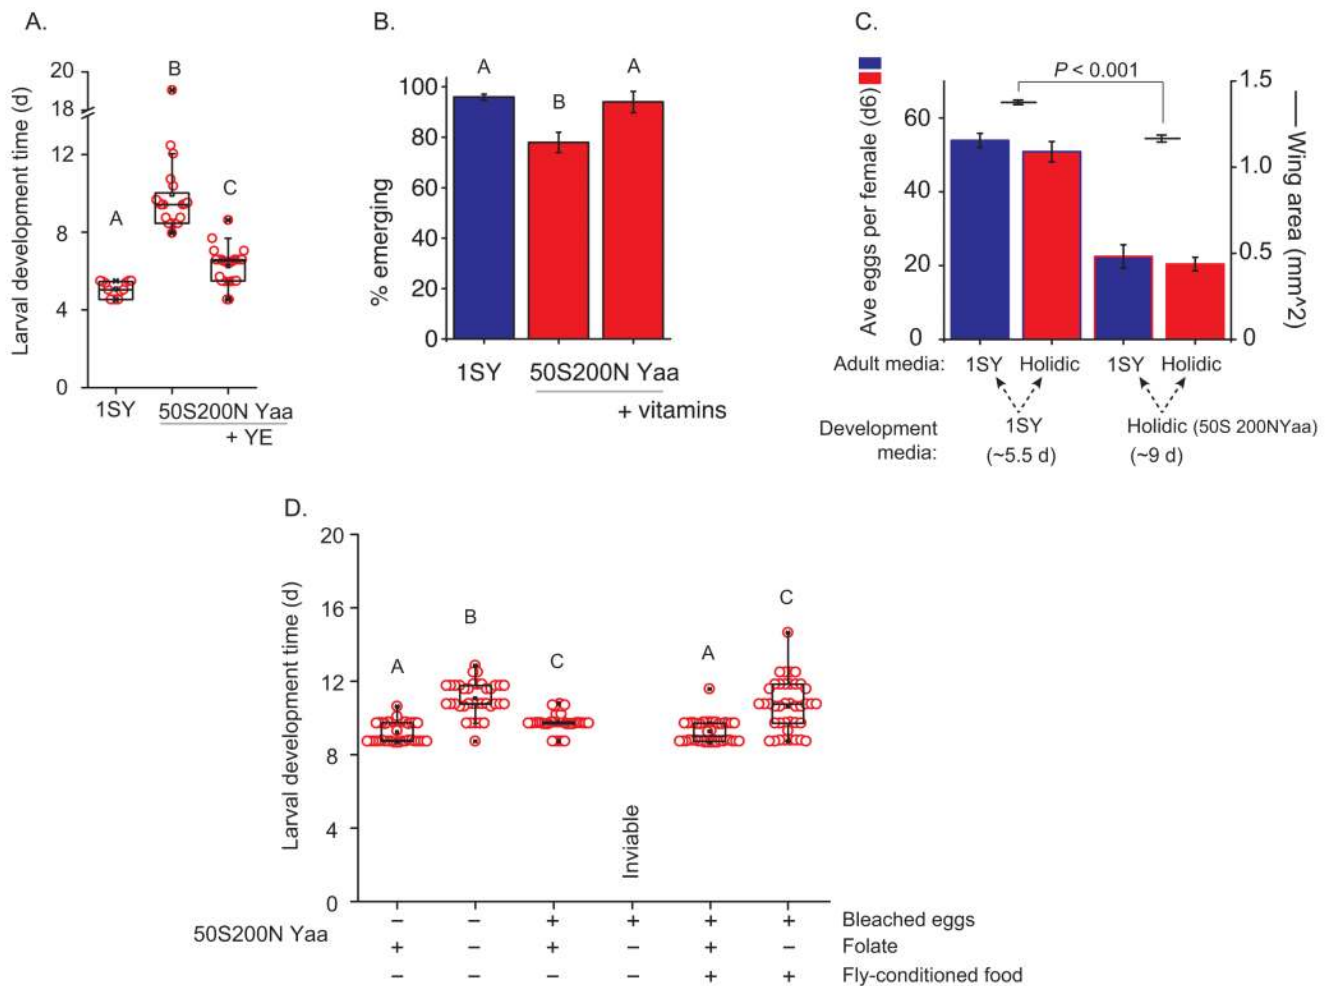 A.
20
18
12
8
4
0
Larval development time (d)
A
B
C
1SY
50S200N Yaa
+ YE
B.
100
80
60
40
20
0
% emerging
A
B
A
1SY
50S200N Yaa
+ vitamins
C.
P < 0.001
60
40
20
0
Ave eggs per female (d6)
1.5
1.0
0.5
0
Wing area (mm^2)
Adult media: 1SY Holidic 1SY Holidic
Development media:
1SY
(~5.5 d)
Holidic (50S 200NYaa)
(~9 d)
D.
20
16
12
8
4
0
Larval development time (d)
A
B
C
Inviable
A
C
50S200N Yaa
− − + + + + Bleached eggs
+ − + − + − Folate
− − − − + + Fly-conditioned food